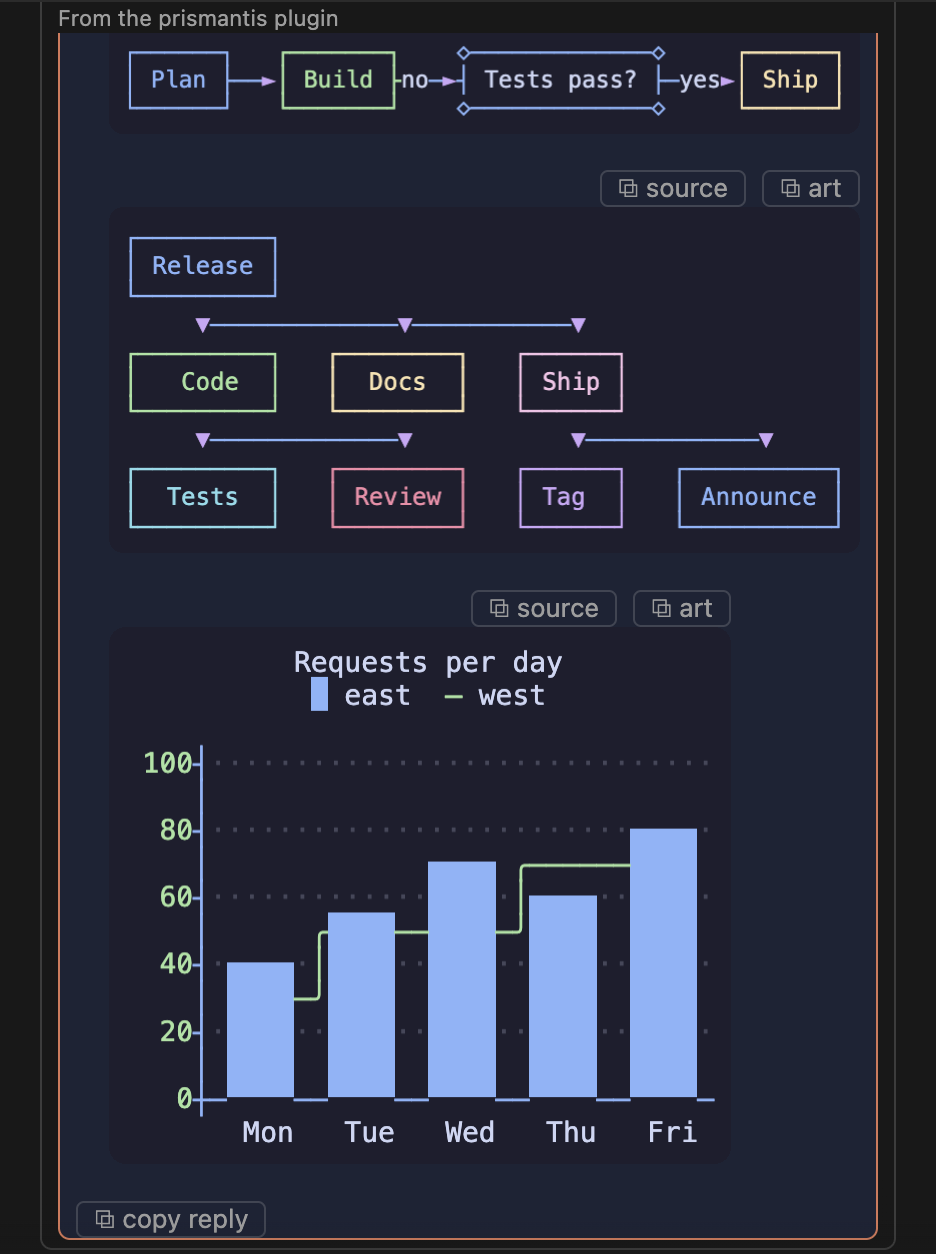 From the prismantis plugin
Plan Build no Tests pass? yes Ship
source art
Release
Code Docs Ship
Tests Review Tag Announce
source art
Requests per day
east west
100
80
60
40
20
0
Mon Tue Wed Thu Fri
copy reply